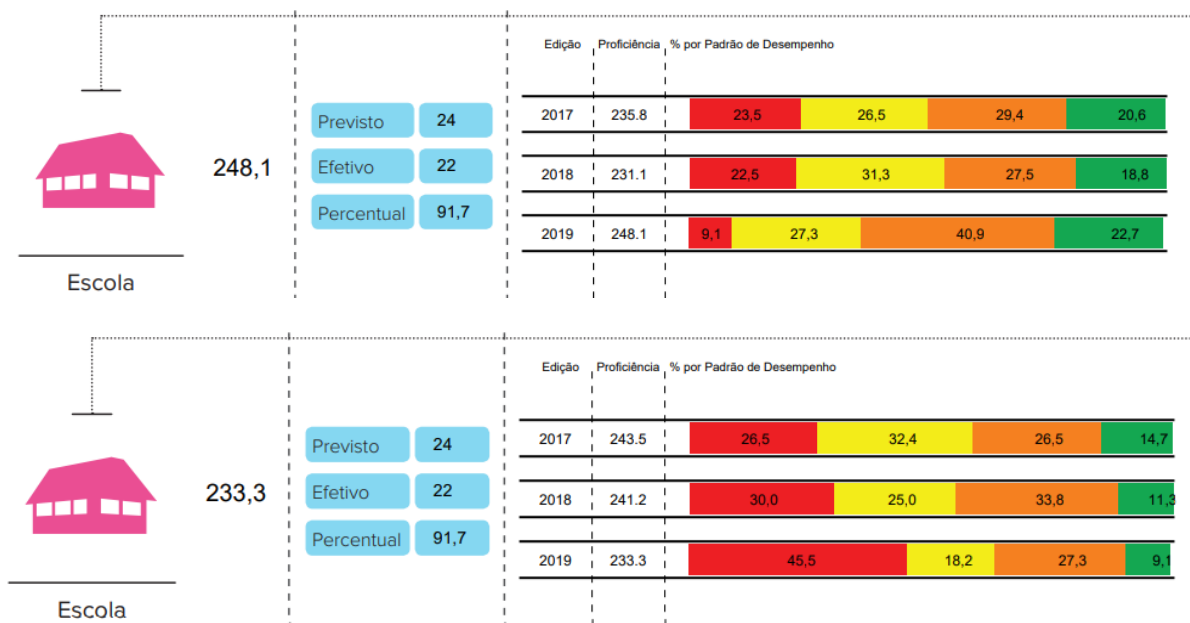 Edição Proficiência % por Padrão de Desempenho
2017 235.8 23,5 26,5 29,4 20,6
Previsto 24
248,1
Efetivo 22
2018 231.1 22,5 31,3 27,5 18,8
Percentual 91,7
2019 248.1 9,1 27,3 40,9 22,7
Escola
Edição Proficiência % por Padrão de Desempenho
2017 243.5 26,5 32,4 26,5 14,7
Previsto 24
233,3
Efetivo 22
2018 241.2 30,0 25,0 33,8 11,3
Percentual 91,7
2019 233.3 45,5 18,2 27,3 9,1
Escola